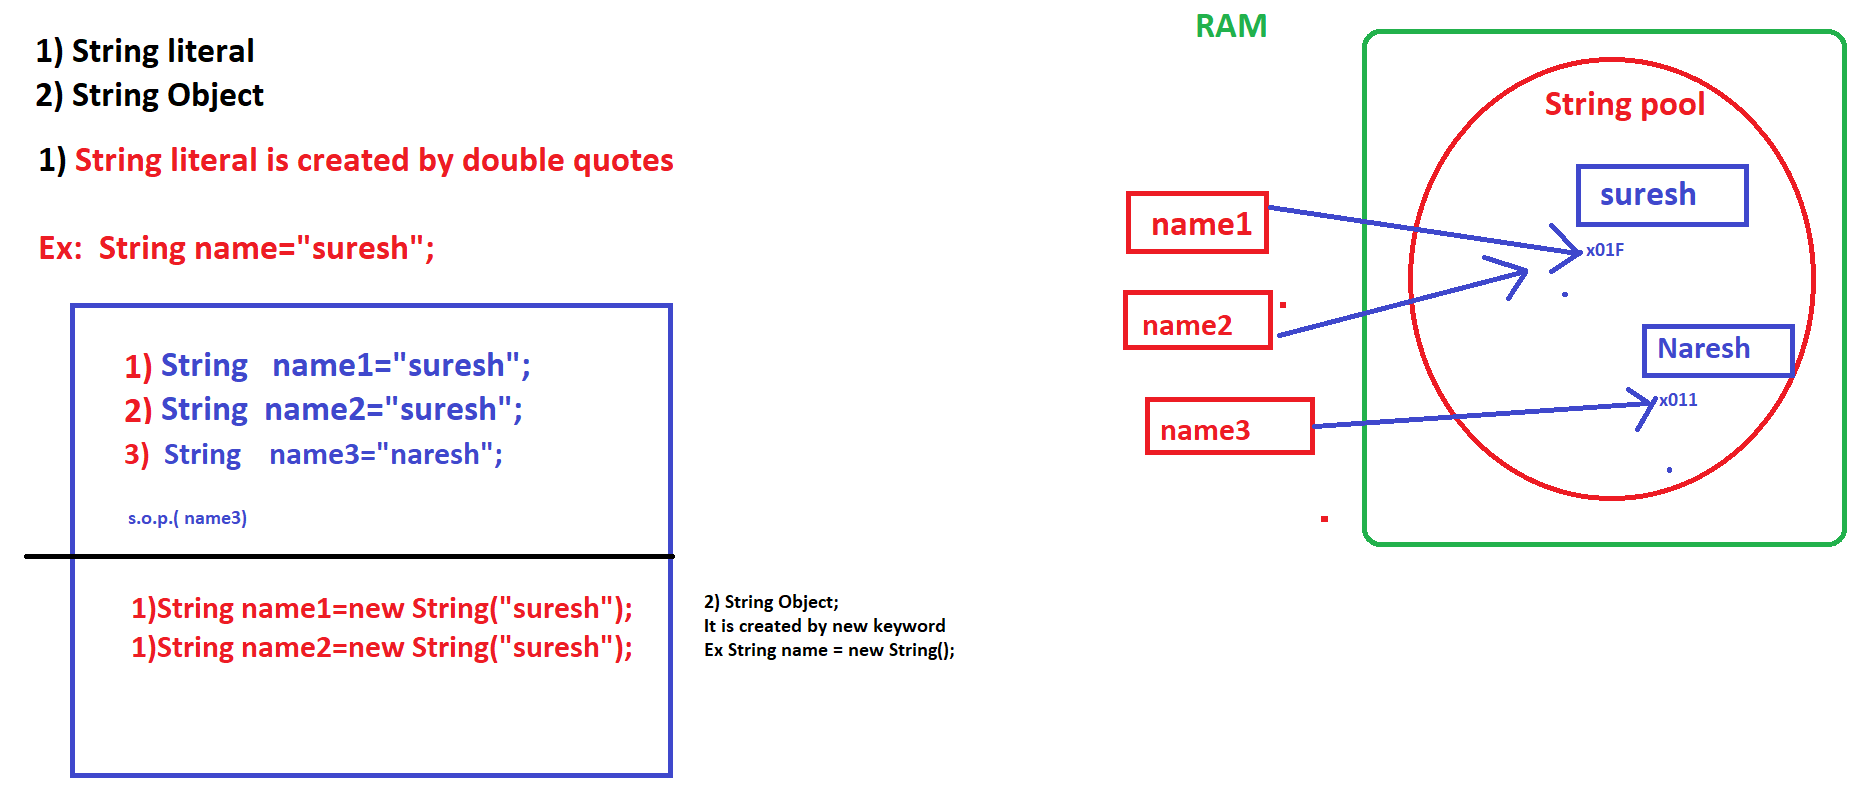 1) String literal
2) String Object
1) String literal is created by double quotes
Ex: String name="suresh";
1) String name1="suresh";
2) String name2="suresh";
3) String name3="naresh";
s.o.p.( name3)
1)String name1=new String("suresh");
1)String name2=new String("suresh");
2) String Object;
It is created by new keyword
Ex String name = new String();
RAM
String pool
suresh
x01F
name1
name2
Naresh
x011
name3